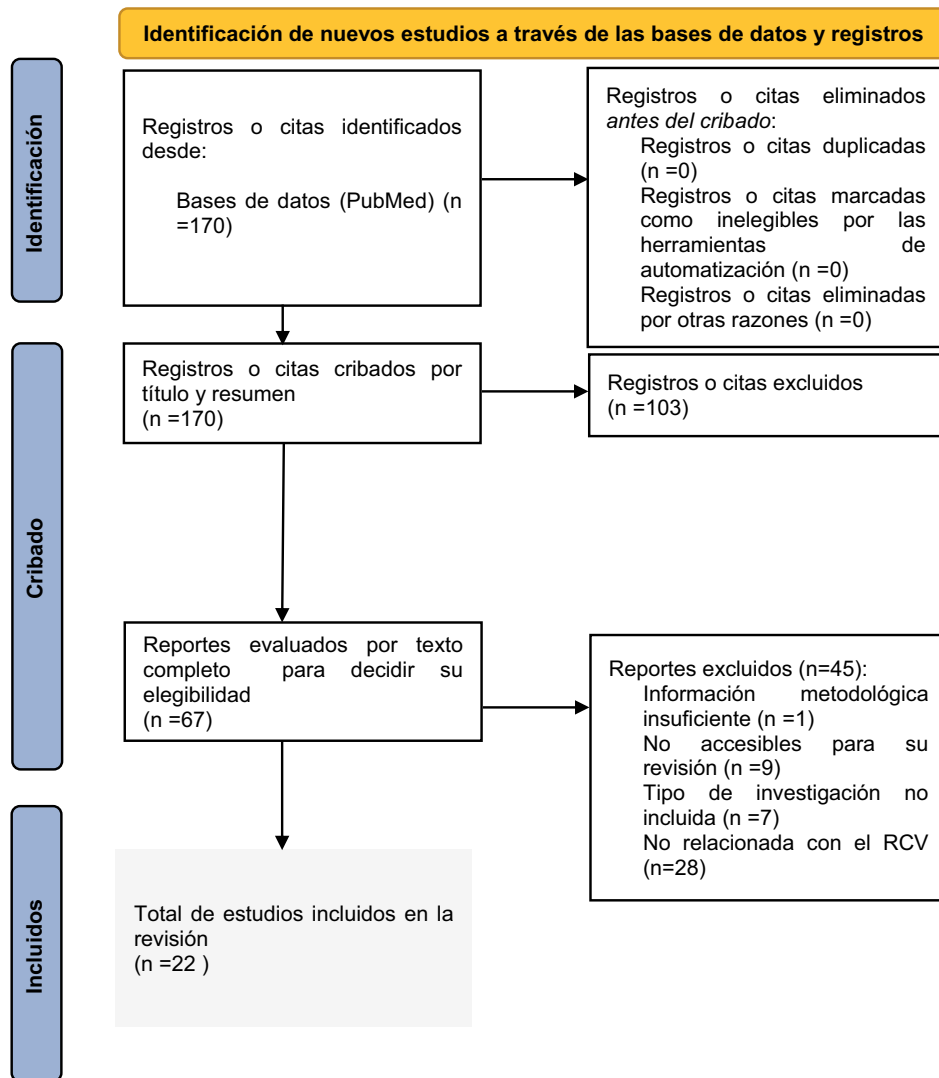 Identificación de nuevos estudios a través de las bases de datos y registros
Identificación
Registros o citas identificados
desde:
Bases de datos (PubMed) (n
=170)
Registros o citas eliminados
antes del cribado:
Registros o citas duplicadas
(n =0)
Registros o citas marcadas
como inelegibles por las
herramientas de
automatización (n =0)
Registros o citas eliminadas
por otras razones (n =0)
Cribado
Registros o citas cribados por
título y resumen
(n =170)
Registros o citas excluidos
(n =103)
Reportes evaluados por texto
completo para decidir su
elegibilidad
(n =67)
Reportes excluidos (n=45):
Información metodológica
insuficiente (n =1)
No accesibles para su
revisión (n =9)
Tipo de investigación no
incluida (n =7)
No relacionada con el RCV
(n=28)
Incluidos
Total de estudios incluidos en la
revisión
(n =22 )